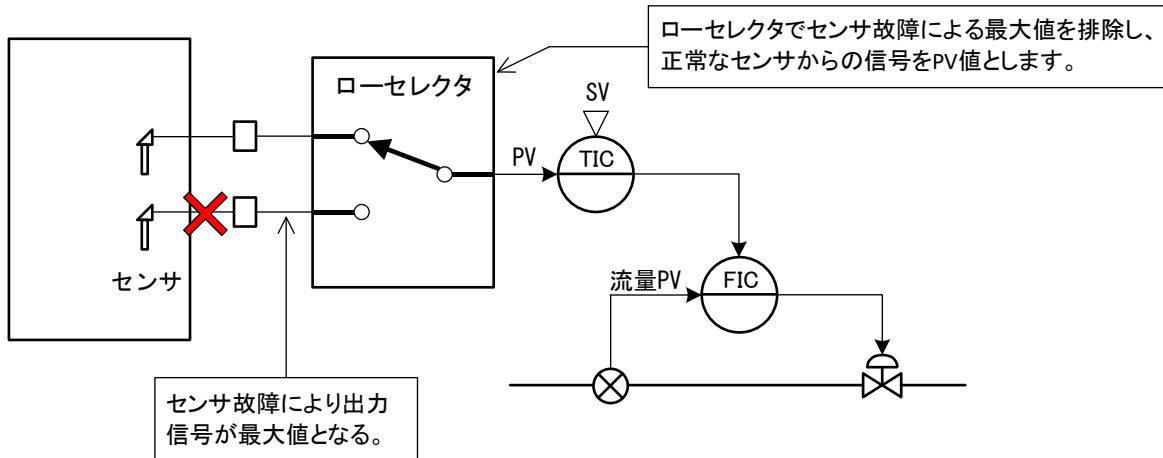 ローセレクタでセンサ故障による最大値を排除し、
正常なセンサからの信号をPV値とします。
ローセレクタ
SV
PV
TIC
センサ
流量PV
FIC
センサ故障により出力
信号が最大値となる。